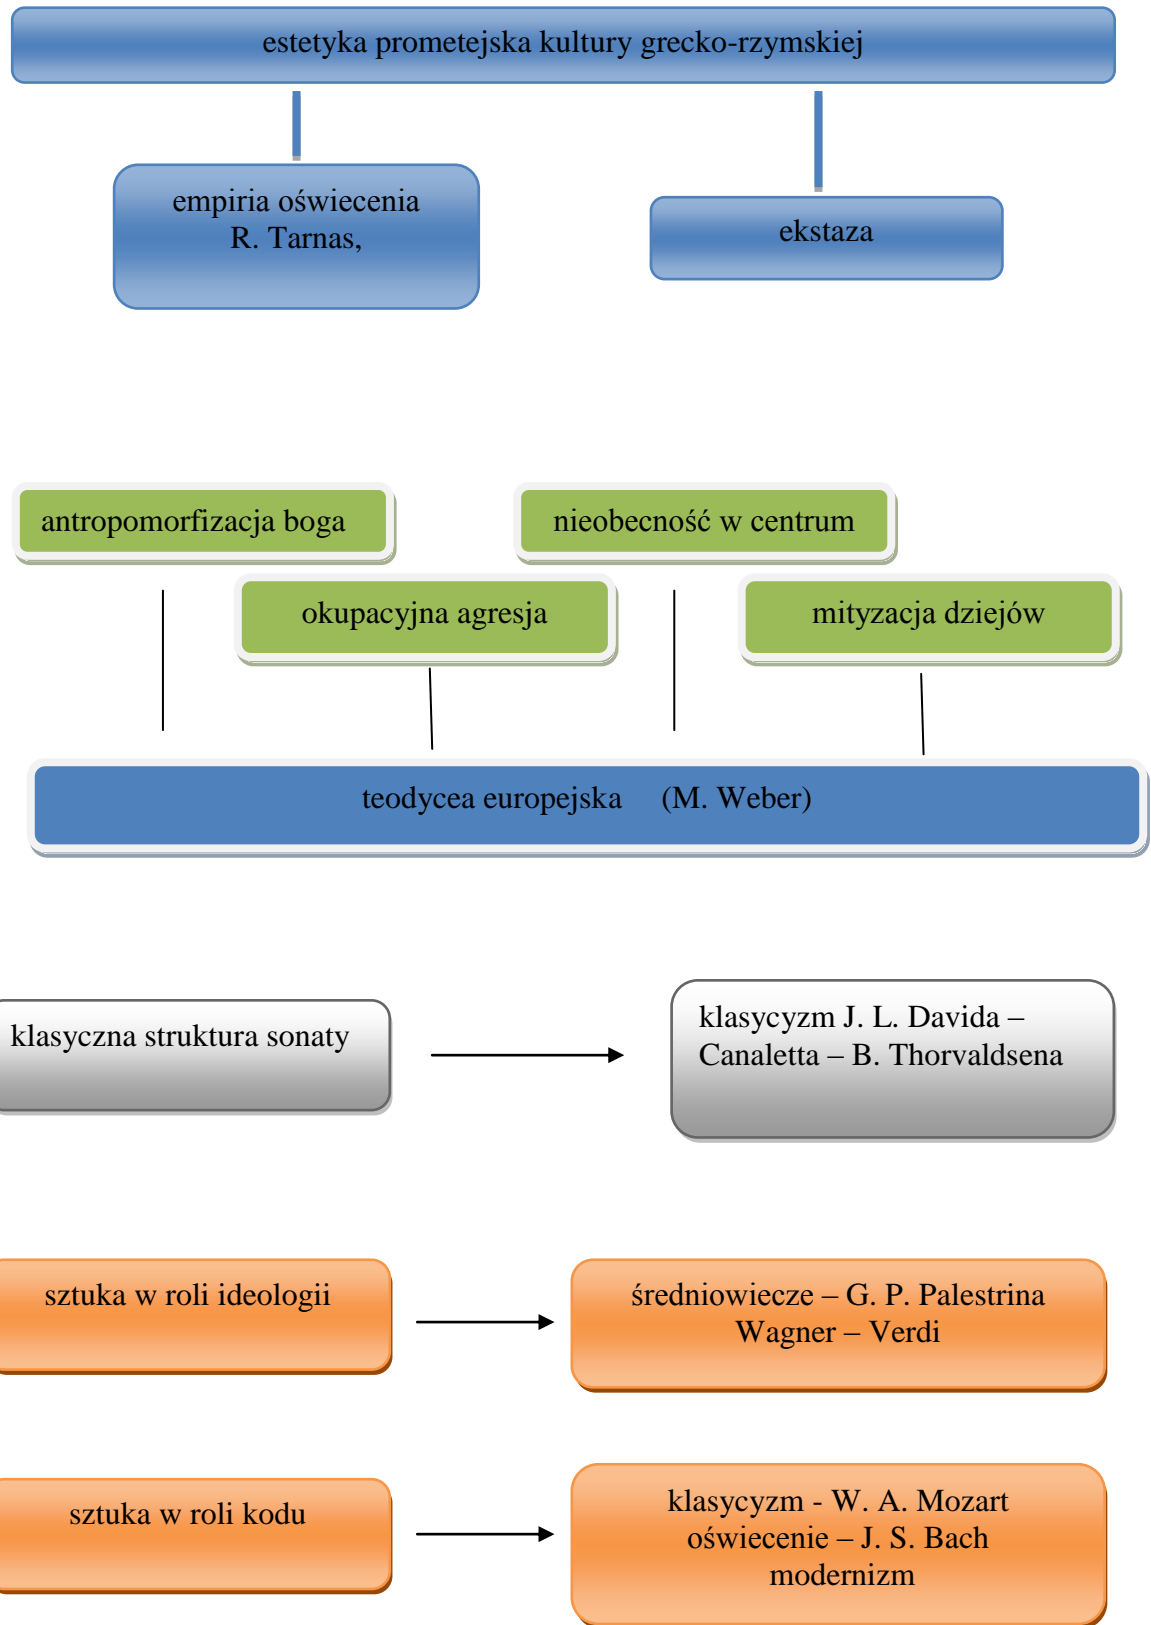 estetyka prometejska kultury grecko-rzymskiej
empiria oświecenia
R. Tarnas,
ekstaza
antropomorfizacja boga
nieobecność w centrum
okupacyjna agresja
mityzacja dziejów
teodycea europejska (M. Weber)
klasyczna struktura sonaty
klasycyzm J. L. Davida –
Canaletta – B. Thorvaldsena
sztuka w roli ideologii
średniowiecze – G. P. Palestrina
Wagner – Verdi
sztuka w roli kodu
klasycyzm - W. A. Mozart
oświecenie – J. S. Bach
modernizm